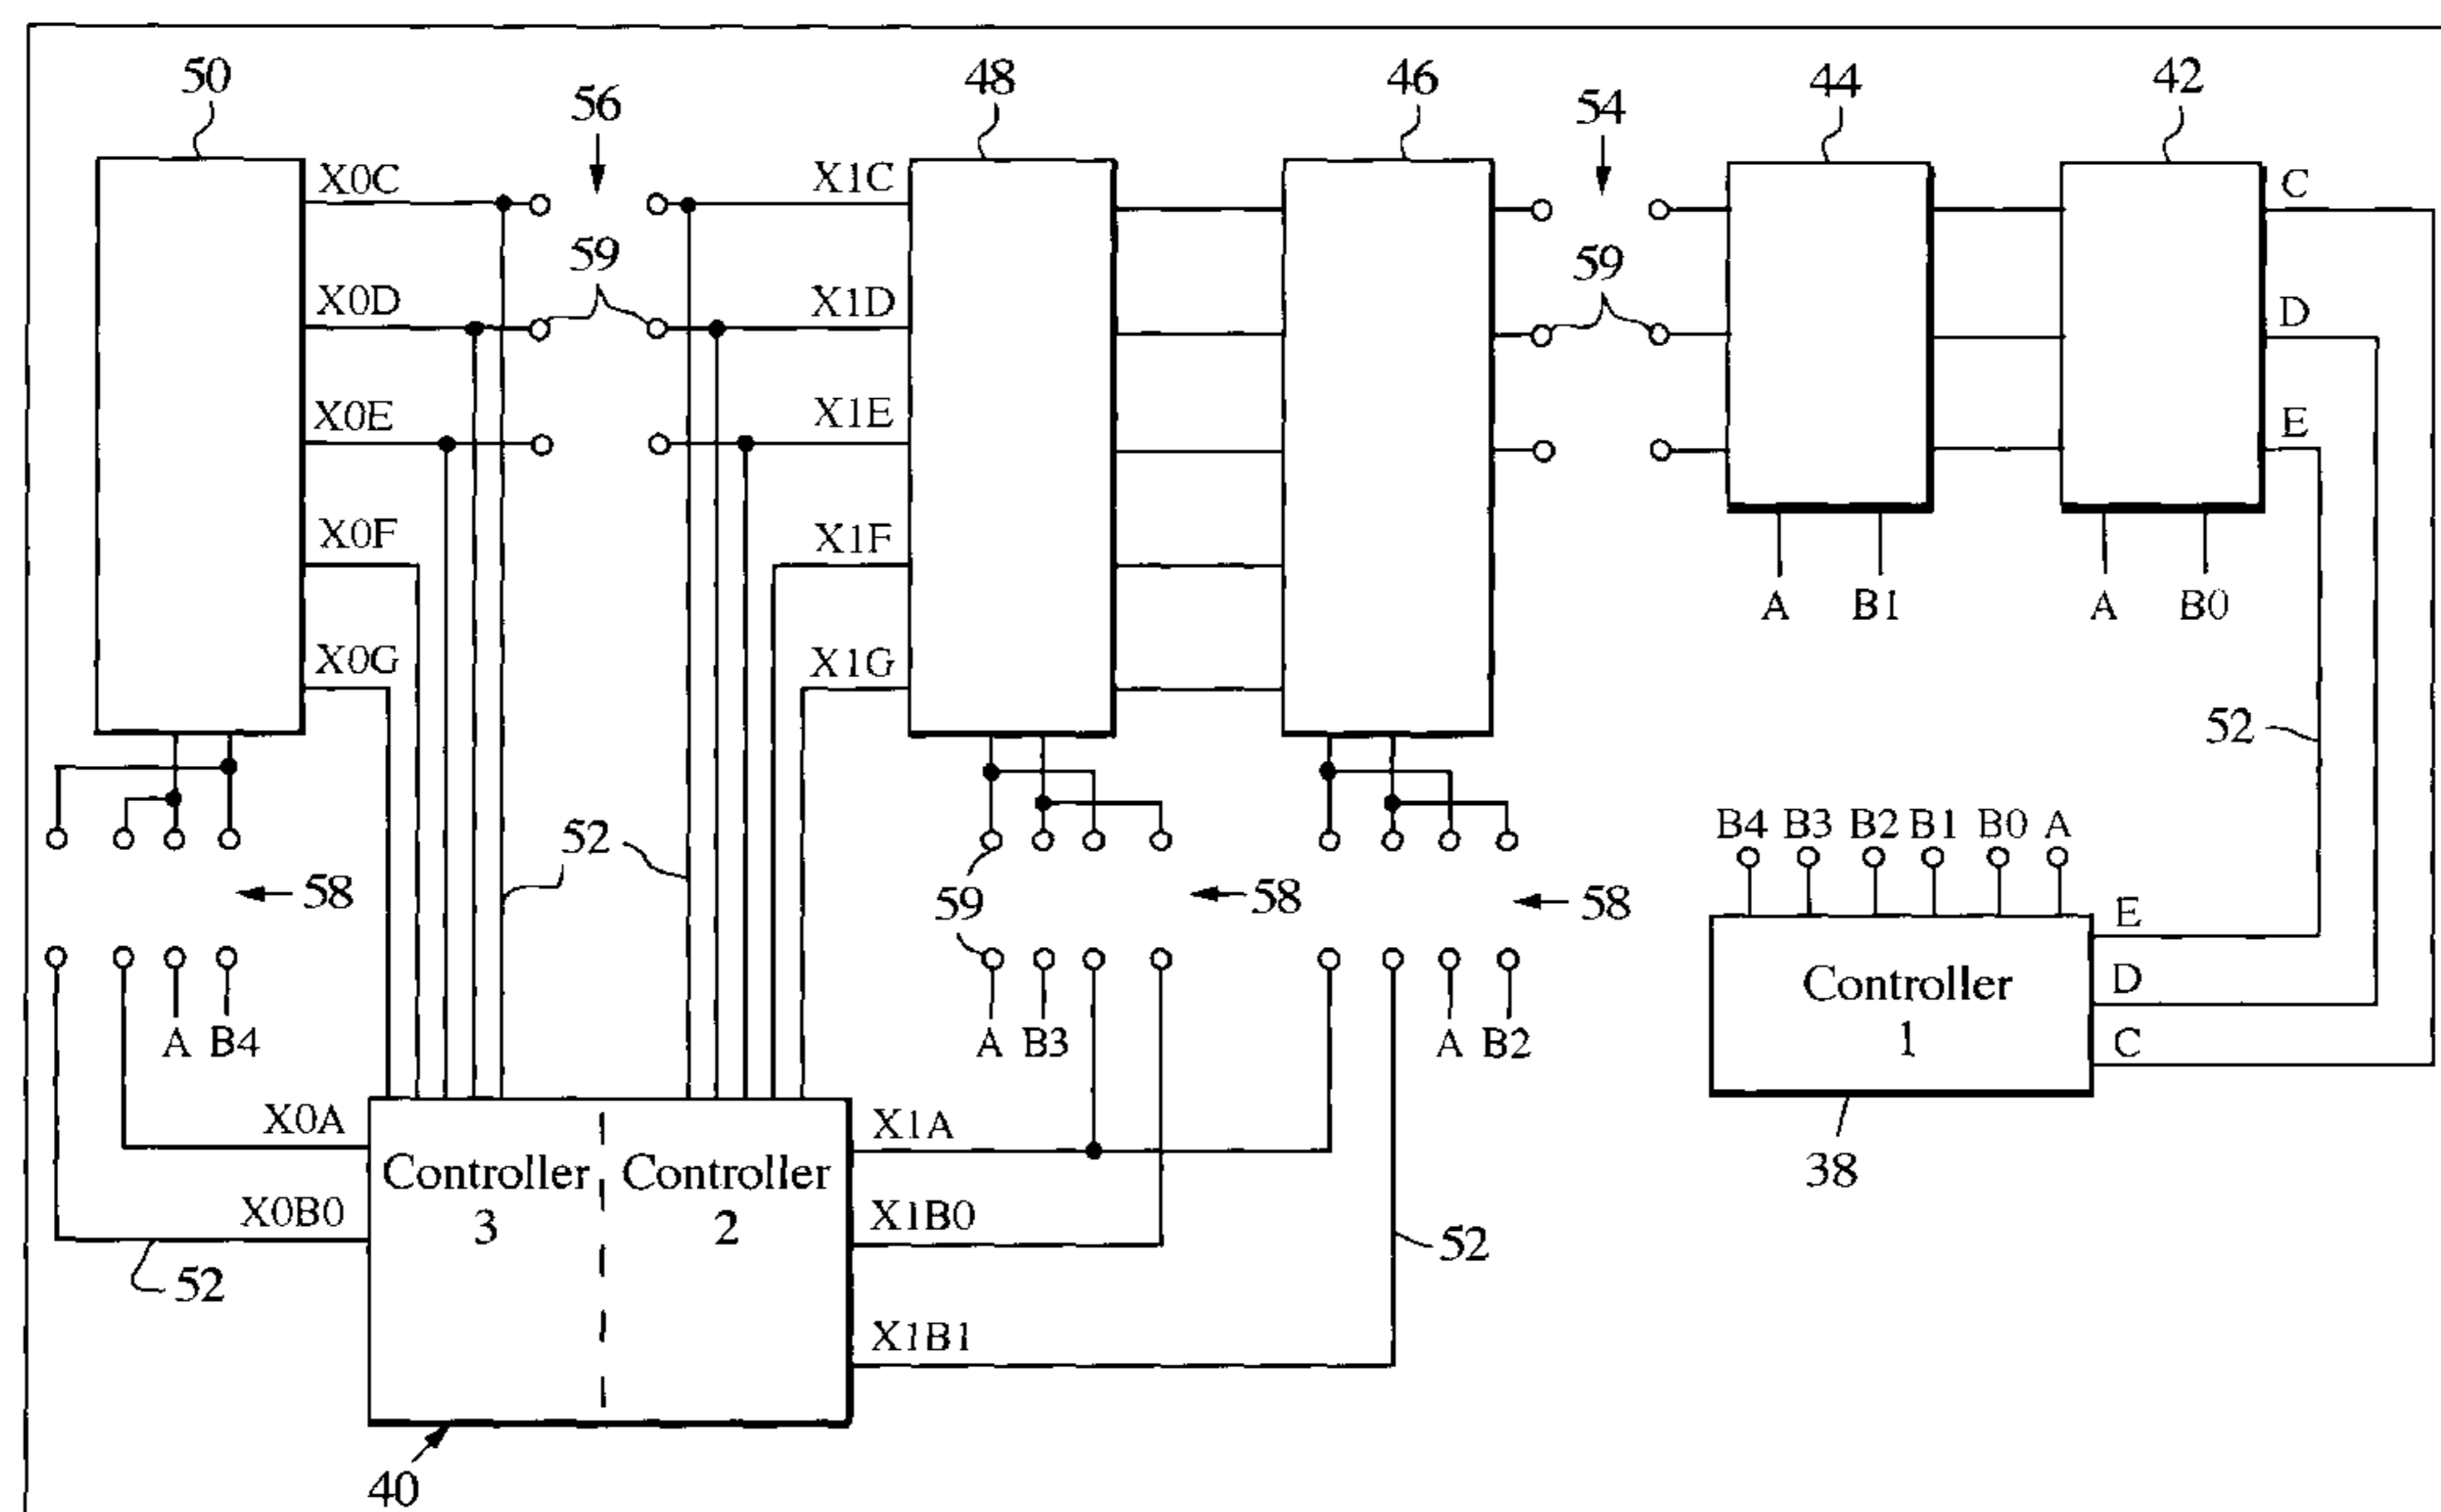 50
56
48
46
54
44
42
X0C
X1C
C
59
59
X0D
X1D
D
X0E
X1E
E
X0F
X1F
A
B1
A
B0
X0G
X1G
52
52
B4 B3 B2 B1 B0 A
58
59
58
58
E
Controller
1
D
C
A B4
A B3
A B2
X0A
X1A
Controller
3
Controller
2
38
X0B0
X1B0
52
52
X1B1
40